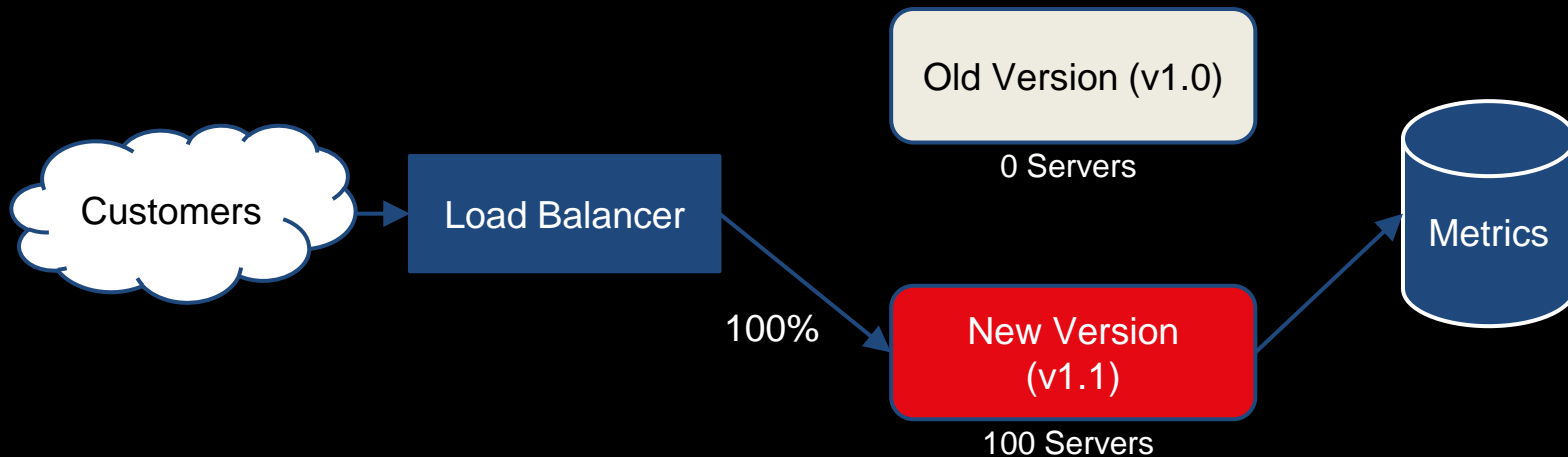 Old Version (v1.0)
0 Servers
Customers
Load Balancer
Metrics
100%
New Version
(v1.1)
100 Servers